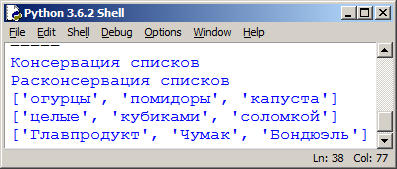 Python 3.6.2 Shell
File Edit Shell Debug Options Window Help
=====
Консервация списков
Расконсервация списков
['огурцы', 'помидоры', 'капуста']
['целые', 'кубиками', 'соломкой']
['Главпродукт', 'Чумак', 'Бондюэль']
Ln: 38 Col: 77